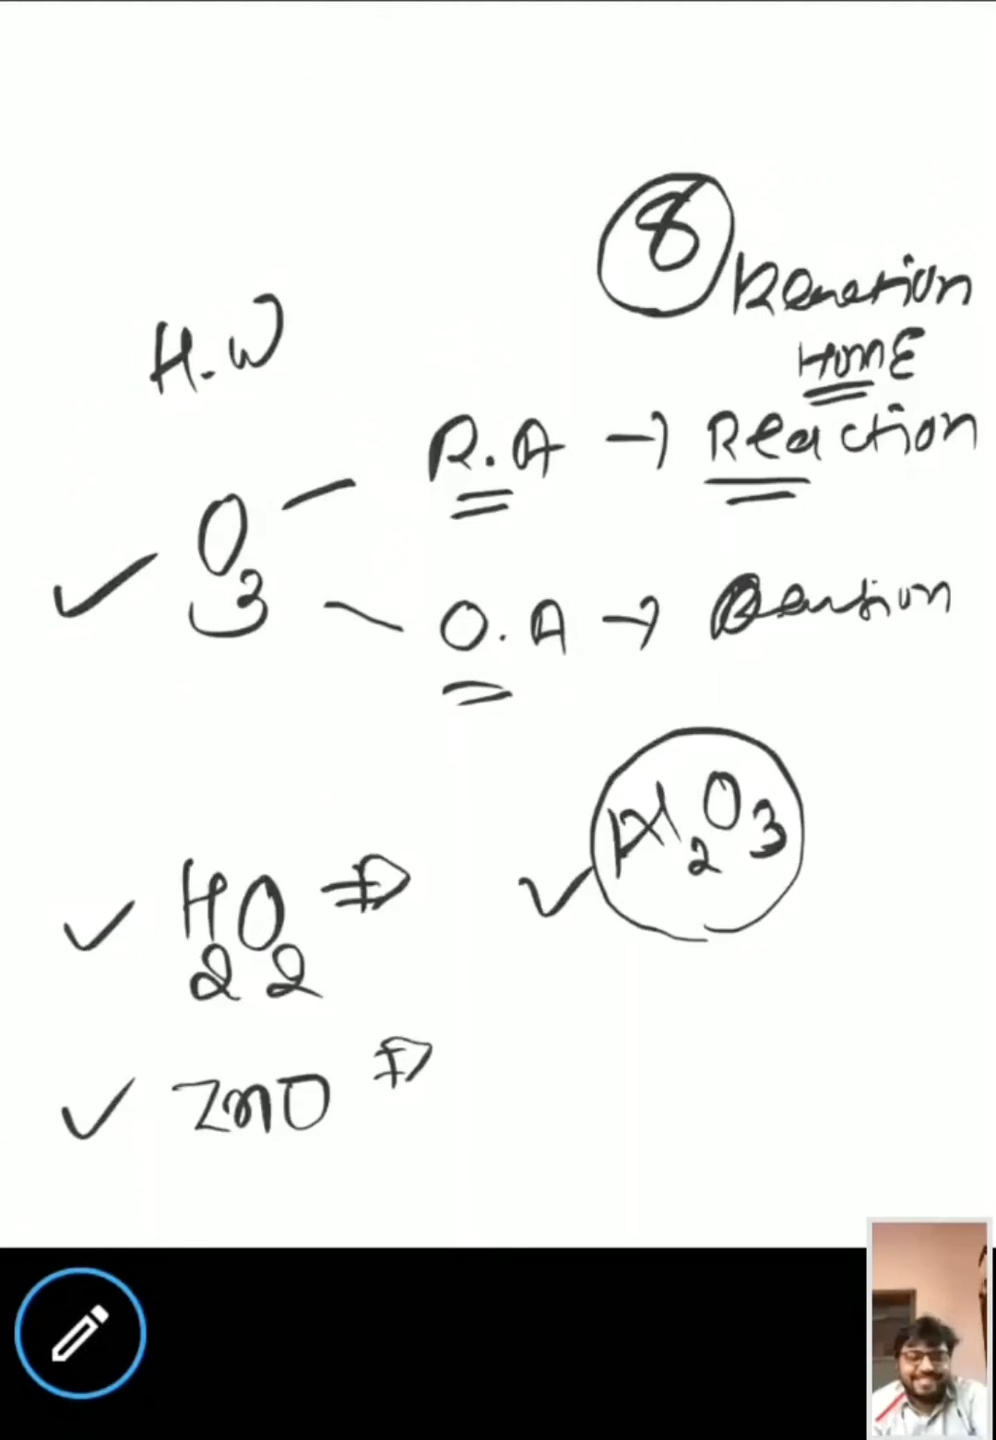 8
Reaction
HOME
H.W
R.A → Reaction
O₃
O.A → Reaction
Al₂O₃
H₂O₂ ⇒
ZnO ⇒